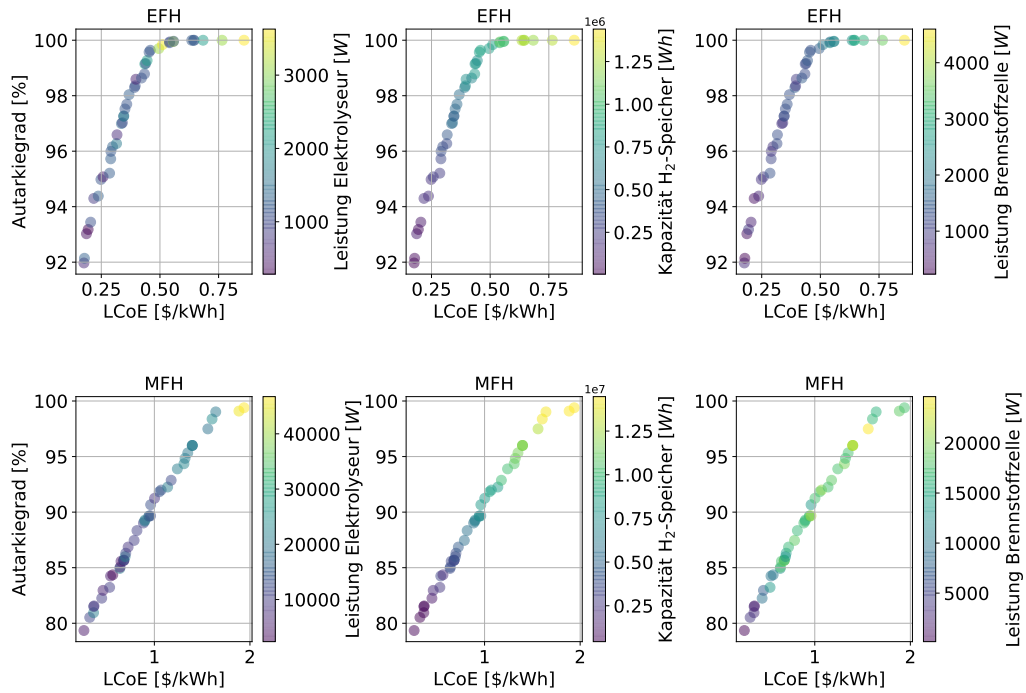 EFH
Autarkiegrad [%]
100
98
96
94
92
0.25 0.50 0.75
LCoE [$/kWh]
3000
2000
1000
Leistung Elektrolyseur [W]
EFH
100
98
96
94
92
0.25 0.50 0.75
LCoE [$/kWh]
1e6
1.25
1.00
0.75
0.50
0.25
Kapazität H₂-Speicher [Wh]
EFH
100
98
96
94
92
0.25 0.50 0.75
LCoE [$/kWh]
4000
3000
2000
1000
Leistung Brennstoffzelle [W]
MFH
Autarkiegrad [%]
100
95
90
85
80
1 2
LCoE [$/kWh]
40000
30000
20000
10000
Leistung Elektrolyseur [W]
MFH
100
95
90
85
80
1 2
LCoE [$/kWh]
1e7
1.25
1.00
0.75
0.50
0.25
Kapazität H₂-Speicher [Wh]
MFH
100
95
90
85
80
1 2
LCoE [$/kWh]
20000
15000
10000
5000
Leistung Brennstoffzelle [W]